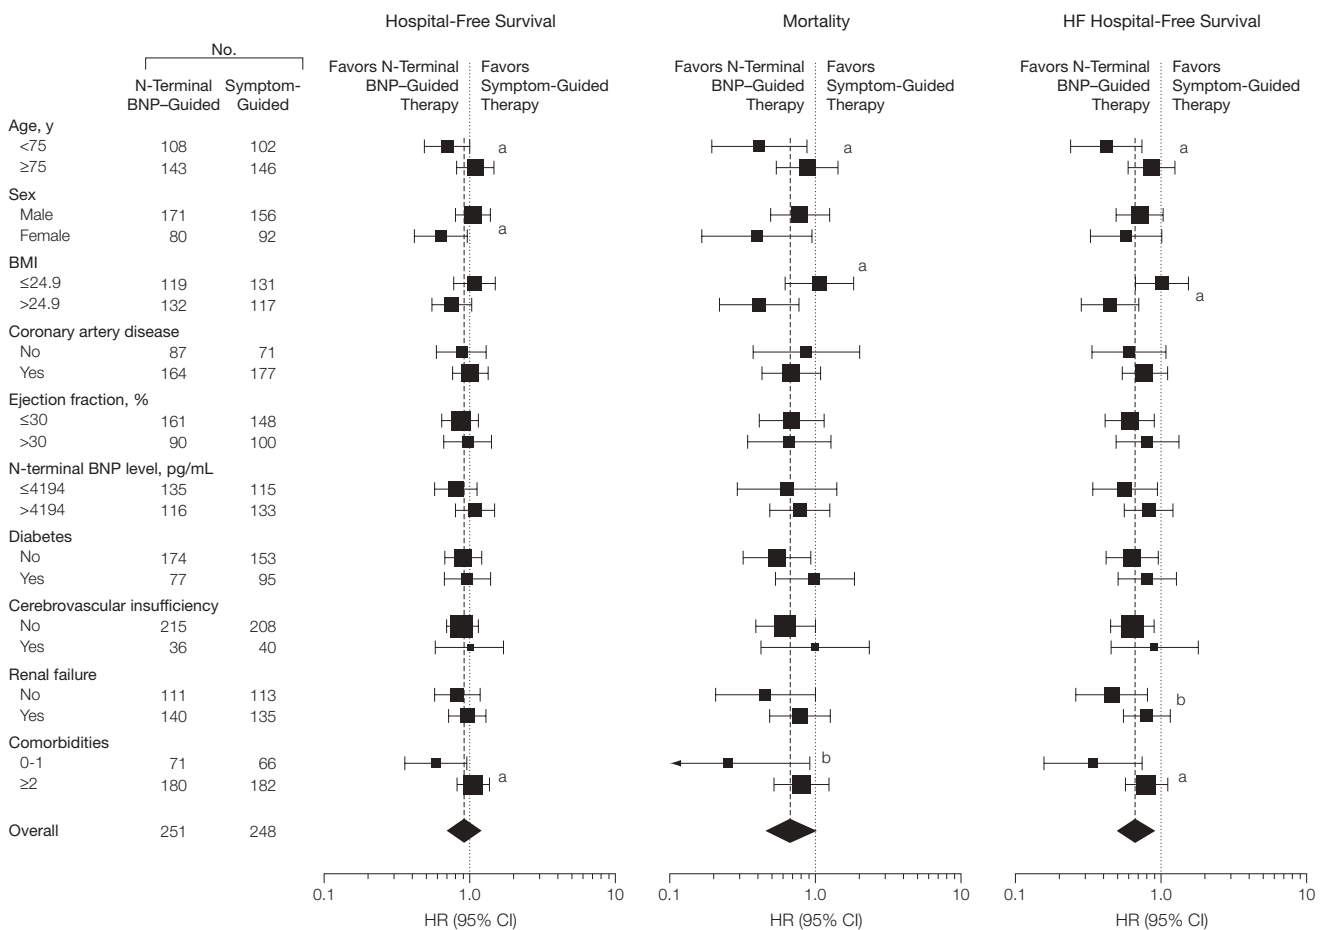 Hospital-Free Survival Mortality HF Hospital-Free Survival
No.
Favors N-Terminal Favors Favors N-Terminal Favors Favors N-Terminal Favors
N-Terminal Symptom- BNP–Guided Symptom-Guided BNP–Guided Symptom-Guided BNP–Guided Symptom-Guided
BNP–Guided Guided Therapy Therapy Therapy Therapy Therapy Therapy
Age, y
<75 108 102 a a a
≥75 143 146
Sex
Male 171 156
Female 80 92 a
BMI a
≤24.9 119 131
>24.9 132 117 a
Coronary artery disease
No 87 71
Yes 164 177
Ejection fraction, %
≤30 161 148
>30 90 100
N-terminal BNP level, pg/mL
≤4194 135 115
>4194 116 133
Diabetes
No 174 153
Yes 77 95
Cerebrovascular insufficiency
No 215 208
Yes 36 40
Renal failure
No 111 113 b
Yes 140 135
Comorbidities
0-1 71 66 b
≥2 180 182 a a
Overall 251 248
0.1 1.0 10 0.1 1.0 10 0.1 1.0 10
HR (95% CI) HR (95% CI) HR (95% CI)